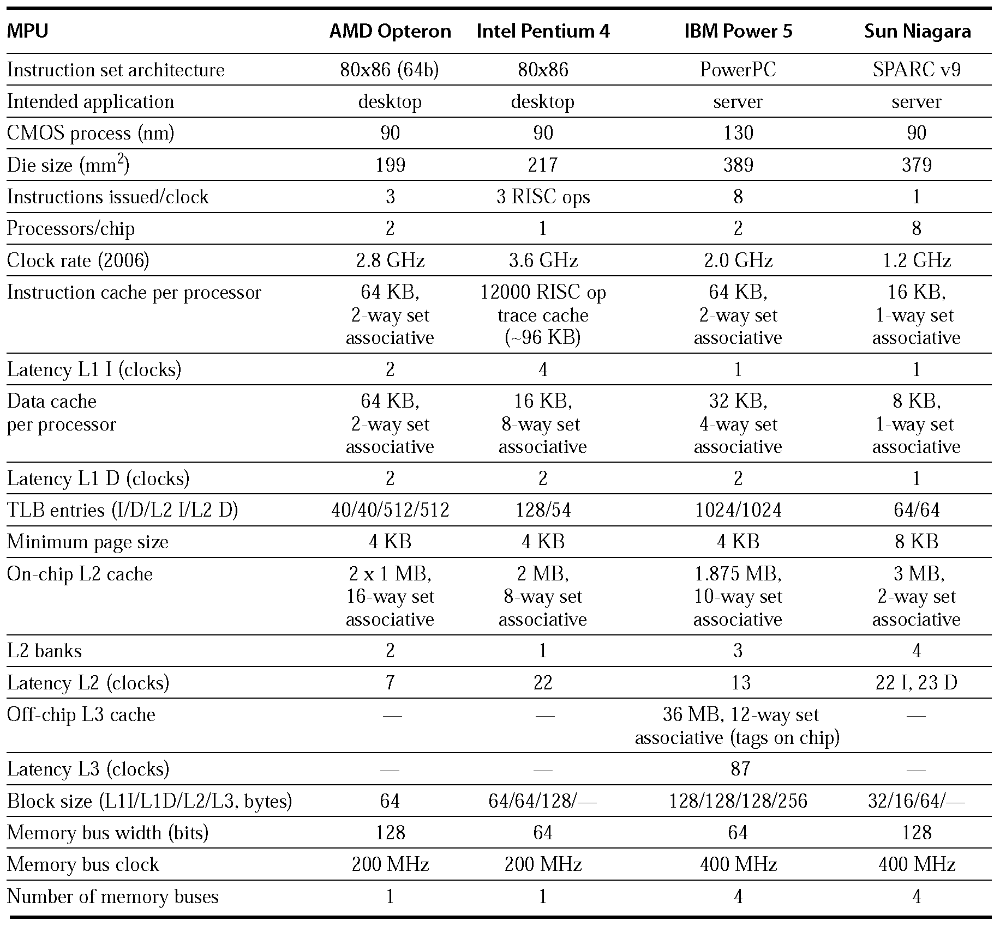 MPU AMD Opteron Intel Pentium 4 IBM Power 5 Sun Niagara
Instruction set architecture 80x86 (64b) 80x86 PowerPC SPARC v9
Intended application desktop desktop server server
CMOS process (nm) 90 90 130 90
Die size (mm2) 199 217 389 379
Instructions issued/clock 3 3 RISC ops 8 1
Processors/chip 2 1 2 8
Clock rate (2006) 2.8 GHz 3.6 GHz 2.0 GHz 1.2 GHz
Instruction cache per processor 64 KB, 12000 RISC op 64 KB, 16 KB,
2-way set trace cache 2-way set 1-way set
associative (~96 KB) associative associative
Latency L1 I (clocks) 2 4 1 1
Data cache 64 KB, 16 KB, 32 KB, 8 KB,
per processor 2-way set 8-way set 4-way set 1-way set
associative associative associative associative
Latency L1 D (clocks) 2 2 2 1
TLB entries (I/D/L2 I/L2 D) 40/40/512/512 128/54 1024/1024 64/64
Minimum page size 4 KB 4 KB 4 KB 8 KB
On-chip L2 cache 2 x 1 MB, 2 MB, 1.875 MB, 3 MB,
16-way set 8-way set 10-way set 2-way set
associative associative associative associative
L2 banks 2 1 3 4
Latency L2 (clocks) 7 22 13 22 I, 23 D
Off-chip L3 cache — — 36 MB, 12-way set —
associative (tags on chip)
Latency L3 (clocks) — — 87 —
Block size (L1I/L1D/L2/L3, bytes) 64 64/64/128/— 128/128/128/256 32/16/64/—
Memory bus width (bits) 128 64 64 128
Memory bus clock 200 MHz 200 MHz 400 MHz 400 MHz
Number of memory buses 1 1 4 4